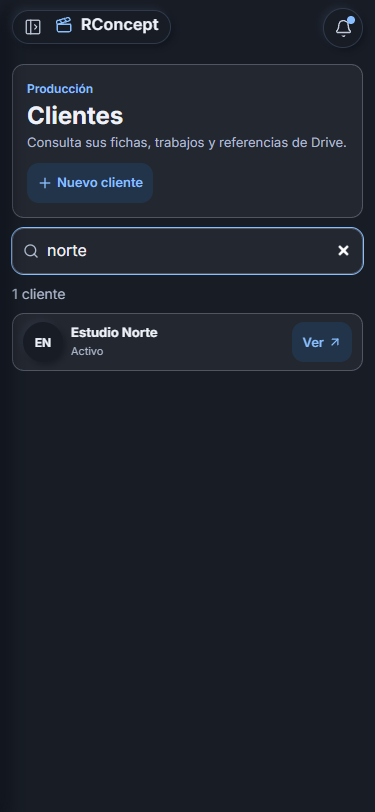 RConcept
Producción
Clientes
Consulta sus fichas, trabajos y referencias de Drive.
+ Nuevo cliente
norte
1 cliente
EN
Estudio Norte
Activo
Ver